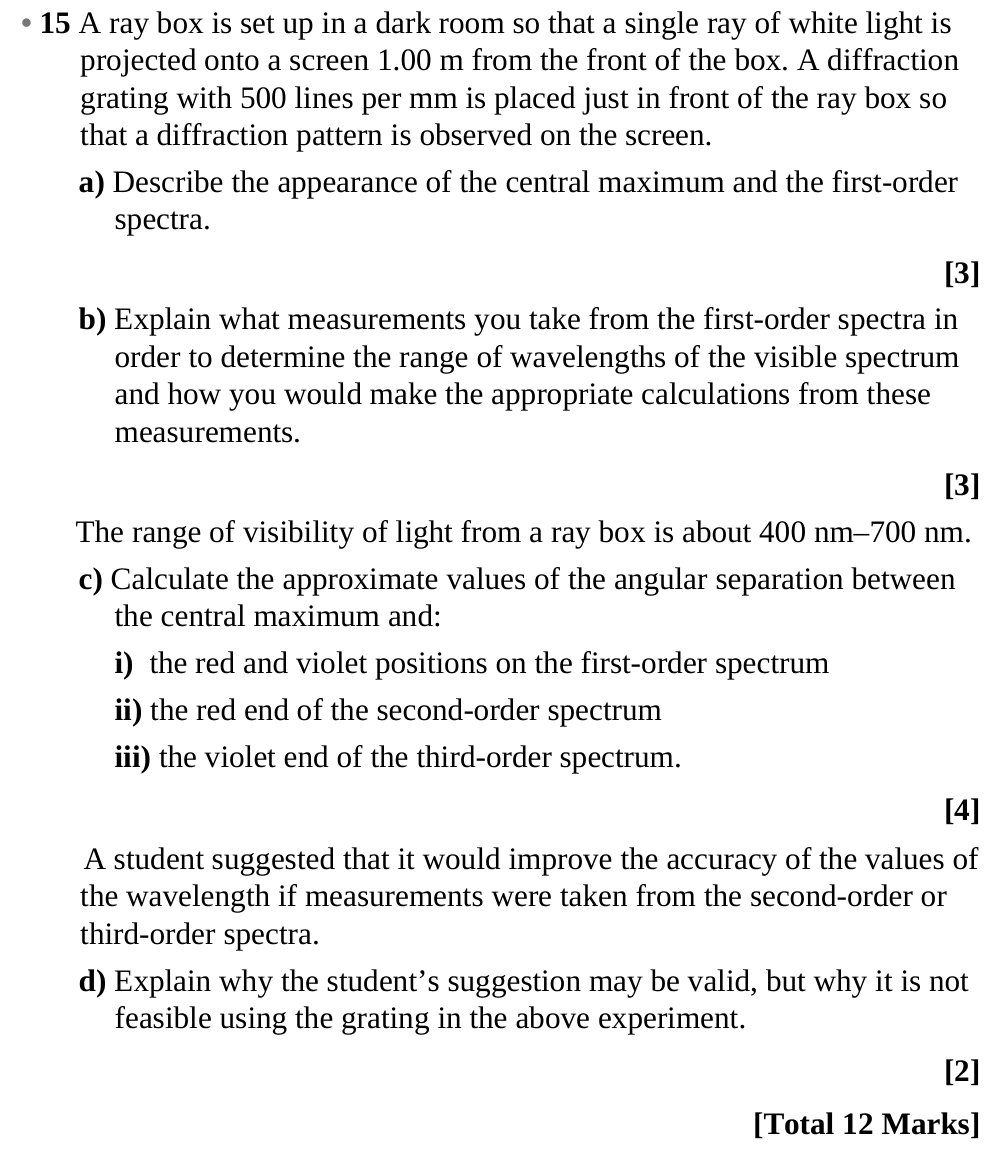 • 15 A ray box is set up in a dark room so that a single ray of white light is
projected onto a screen 1.00 m from the front of the box. A diffraction
grating with 500 lines per mm is placed just in front of the ray box so
that a diffraction pattern is observed on the screen.
a) Describe the appearance of the central maximum and the first-order
spectra.
[3]
b) Explain what measurements you take from the first-order spectra in
order to determine the range of wavelengths of the visible spectrum
and how you would make the appropriate calculations from these
measurements.
[3]
The range of visibility of light from a ray box is about 400 nm–700 nm.
c) Calculate the approximate values of the angular separation between
the central maximum and:
i) the red and violet positions on the first-order spectrum
ii) the red end of the second-order spectrum
iii) the violet end of the third-order spectrum.
[4]
A student suggested that it would improve the accuracy of the values of
the wavelength if measurements were taken from the second-order or
third-order spectra.
d) Explain why the student’s suggestion may be valid, but why it is not
feasible using the grating in the above experiment.
[2]
[Total 12 Marks]